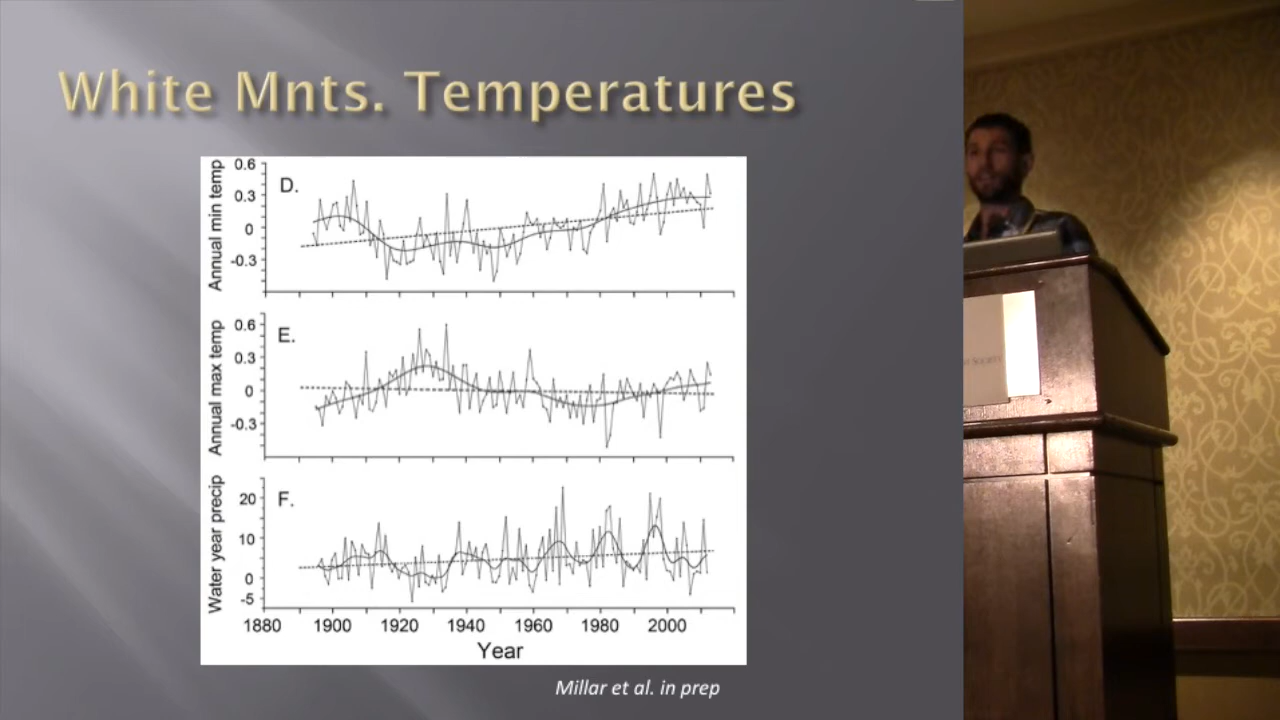 White Mnts. Temperatures
Annual min temp
0.6
0.3
0
-0.3
D.
Annual max temp
0.6
0.3
0
-0.3
E.
Water year precip
20
10
0
-5
F.
1880 1900 1920 1940 1960 1980 2000
Year
Millar et al. in prep
Society